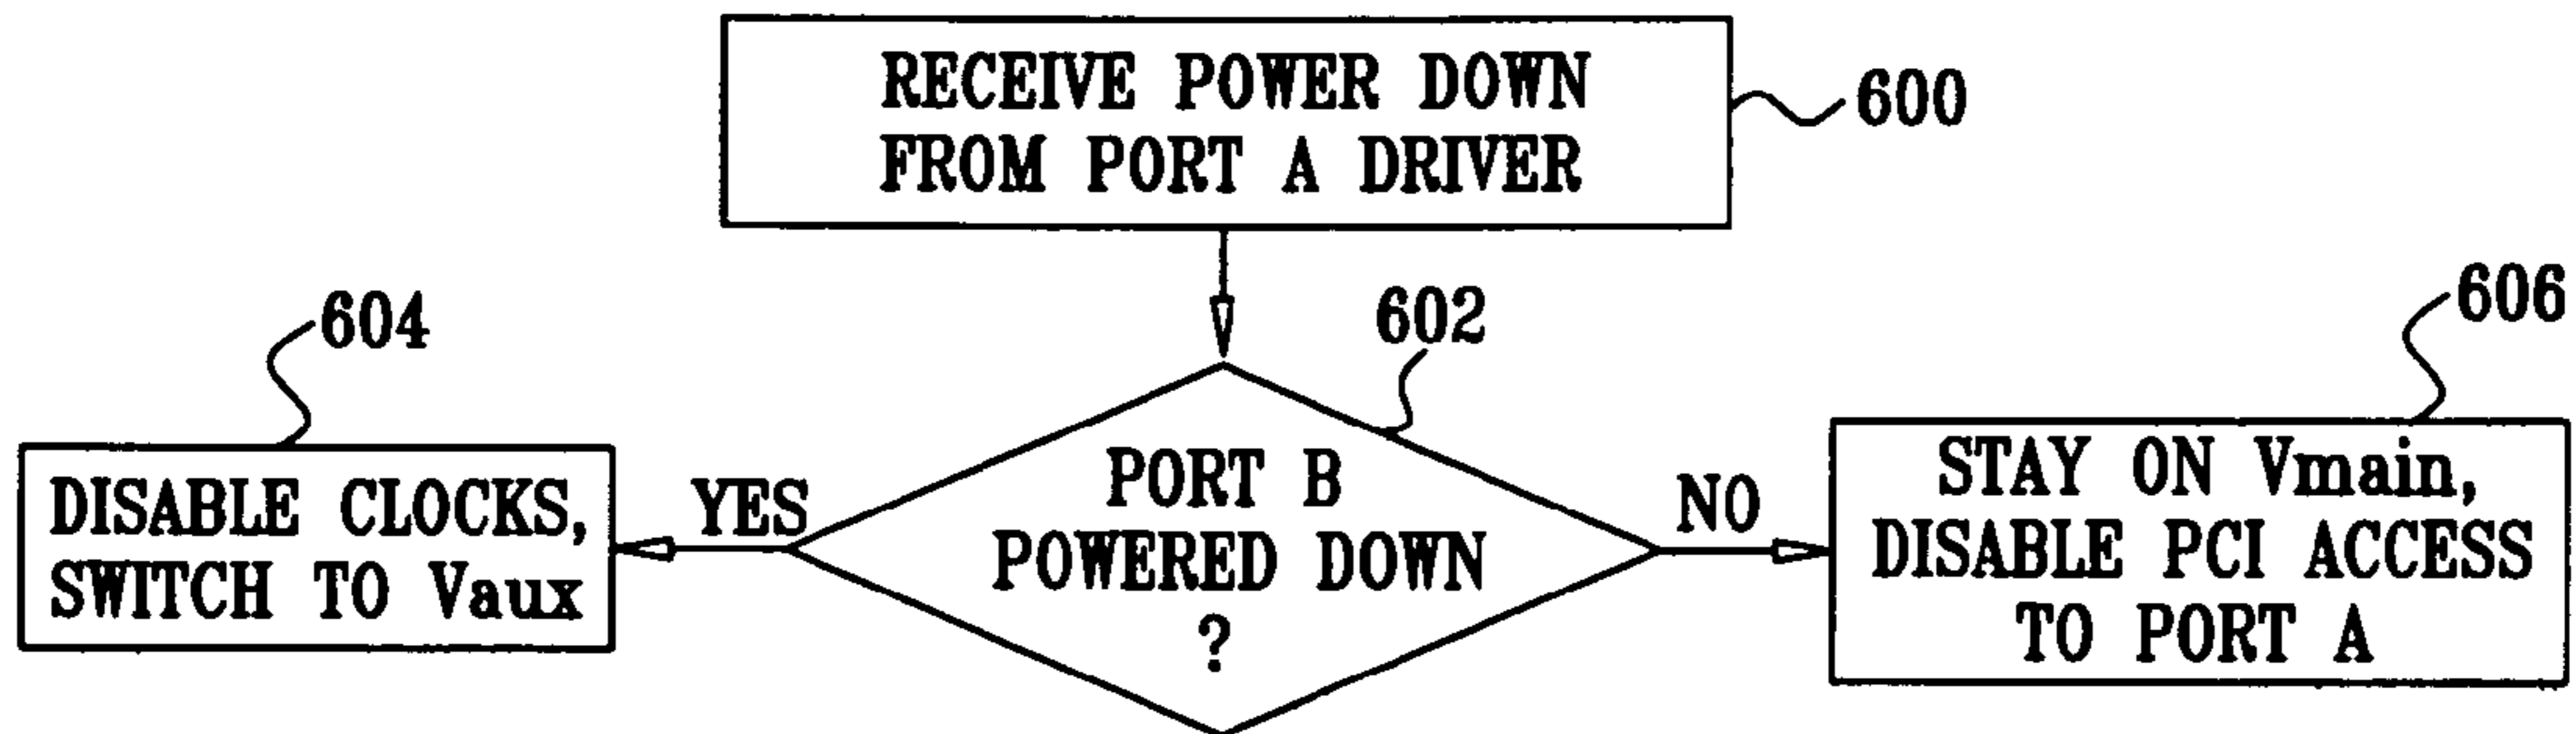 RECEIVE POWER DOWN
FROM PORT A DRIVER
600
602
604
606
PORT B
POWERED DOWN
?
YES
NO
DISABLE CLOCKS,
SWITCH TO Vaux
STAY ON Vmain,
DISABLE PCI ACCESS
TO PORT A